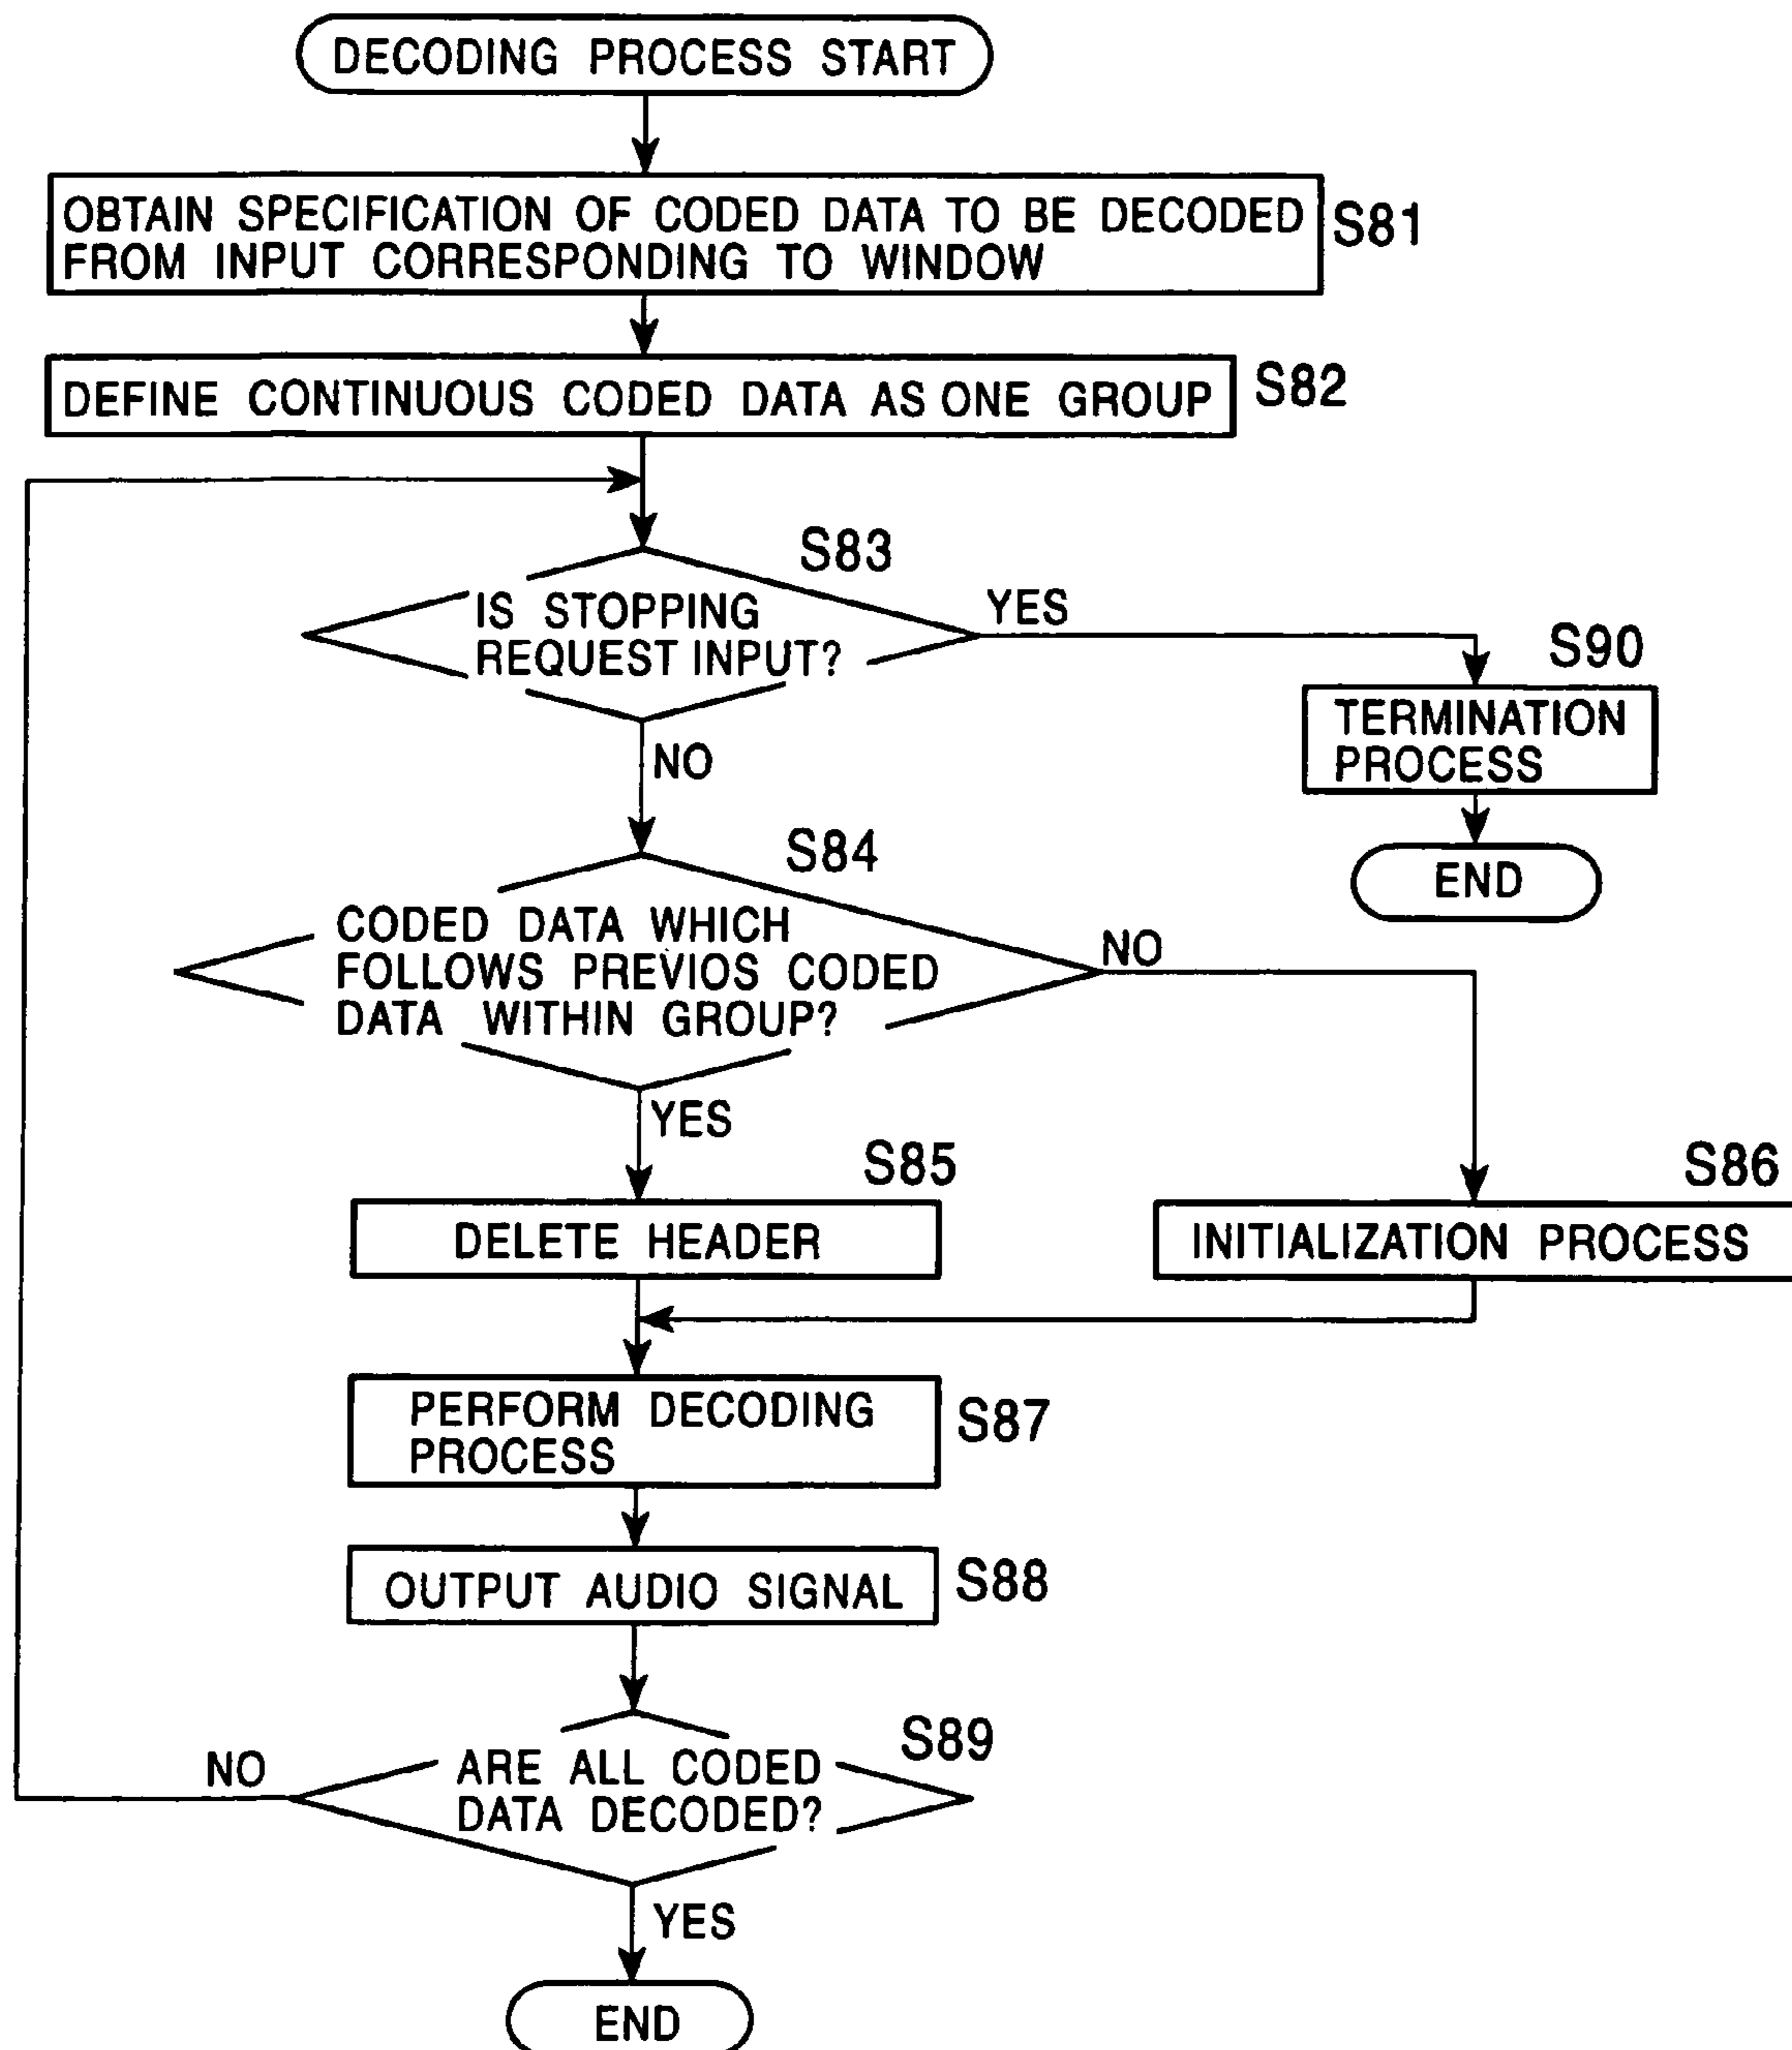 DECODING PROCESS START
OBTAIN SPECIFICATION OF CODED DATA TO BE DECODED
FROM INPUT CORRESPONDING TO WINDOW
S81
DEFINE CONTINUOUS CODED DATA AS ONE GROUP
S82
S83
IS STOPPING
REQUEST INPUT?
YES
NO
S90
TERMINATION
PROCESS
END
S84
CODED DATA WHICH
FOLLOWS PREVIOS CODED
DATA WITHIN GROUP?
NO
YES
S85
DELETE HEADER
S86
INITIALIZATION PROCESS
PERFORM DECODING
PROCESS
S87
OUTPUT AUDIO SIGNAL
S88
S89
ARE ALL CODED
DATA DECODED?
NO
YES
END